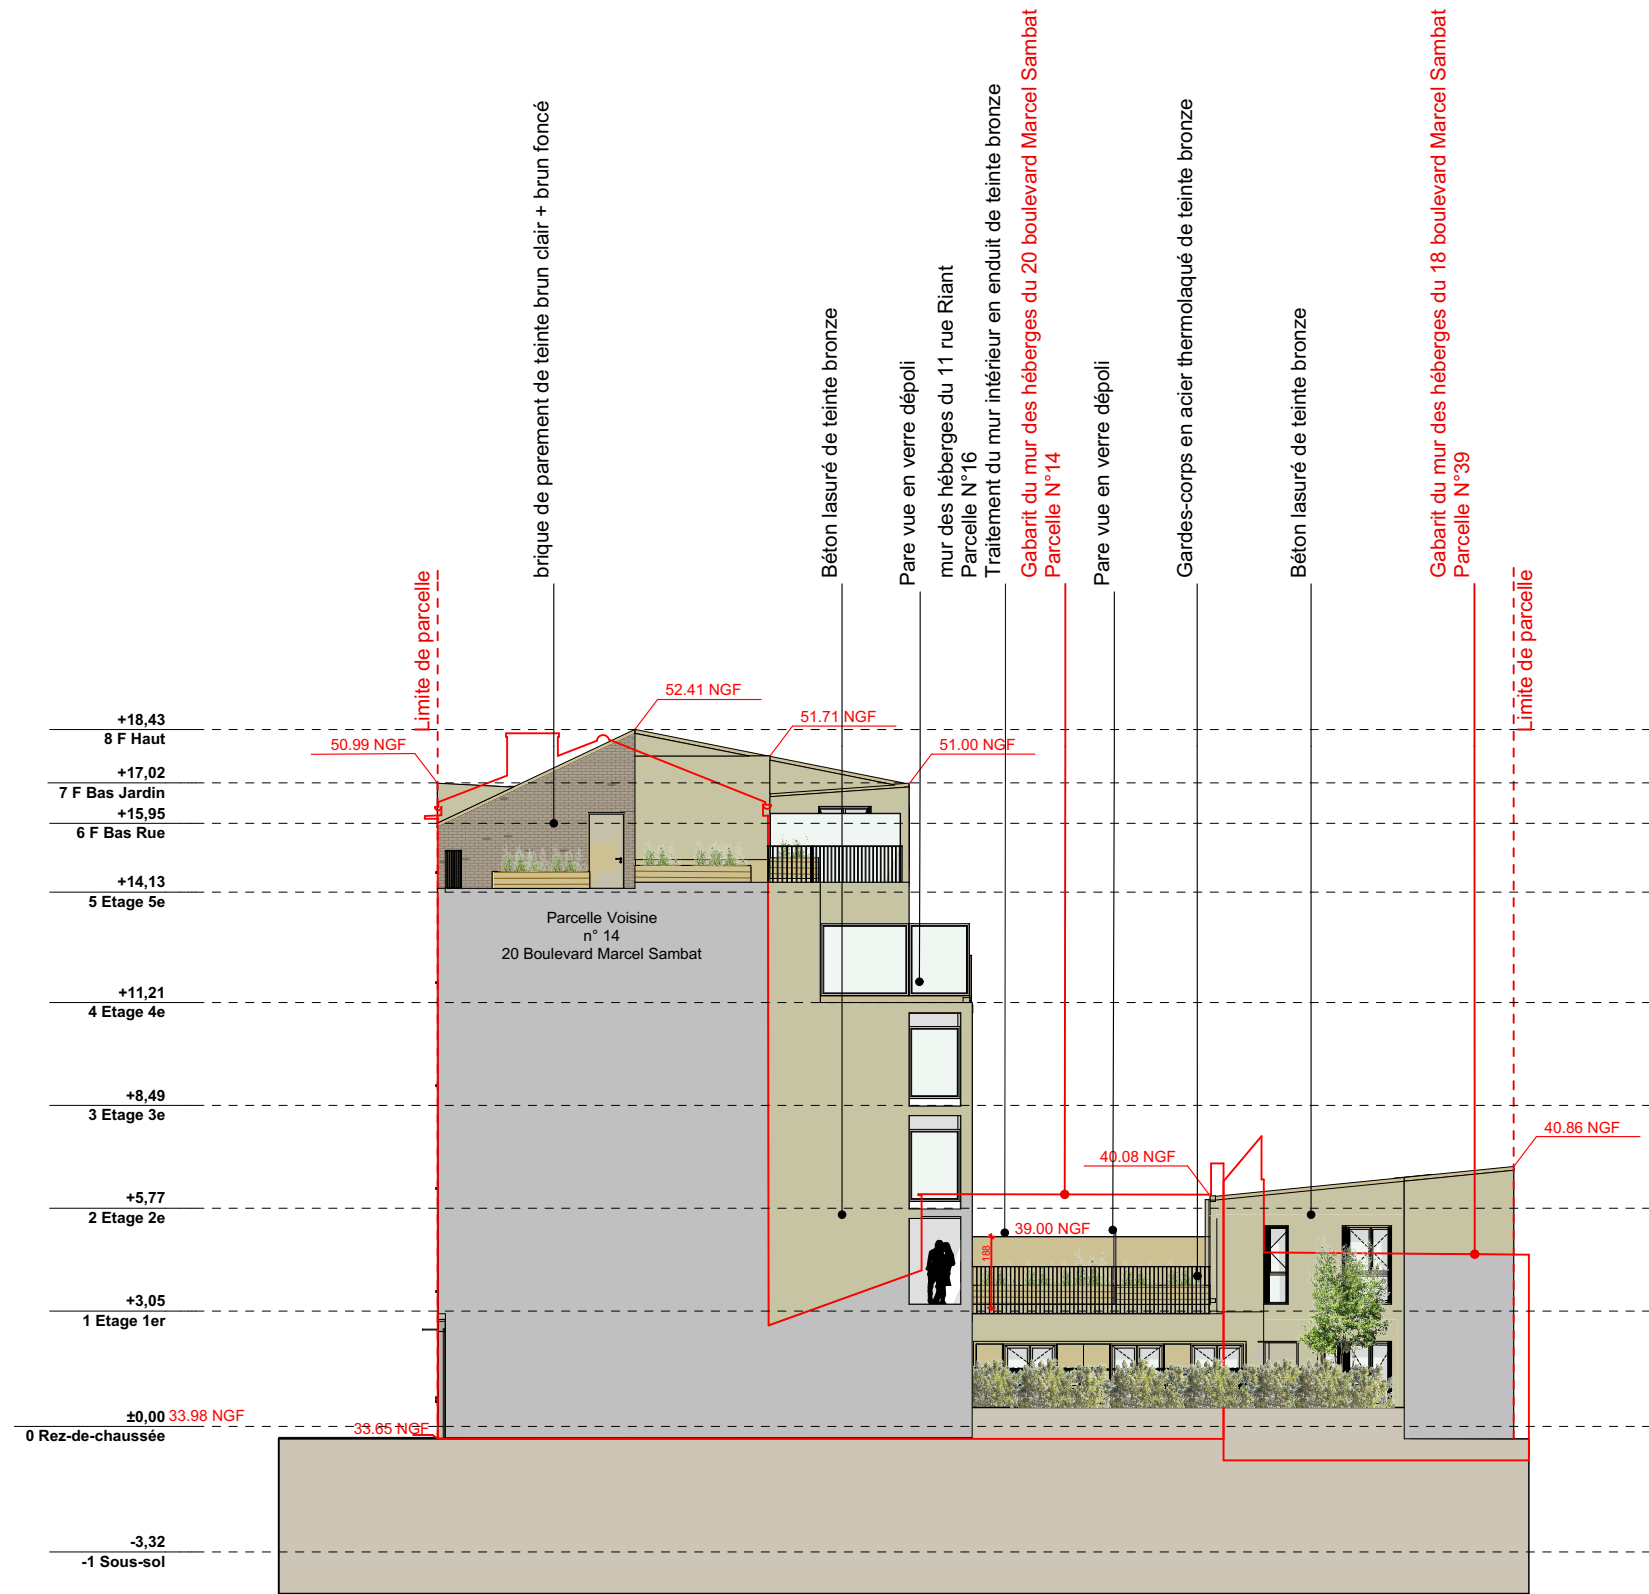 brique de parement de teinte brun clair + brun foncé
Béton lasuré de teinte bronze
Pare vue en verre dépoli
mur des héberges du 11 rue Riant
Parcelle N°16
Traitement du mur intérieur en enduit de teinte bronze
Gabarit du mur des héberges du 20 boulevard Marcel Sambat
Parcelle N°14
Pare vue en verre dépoli
Gardes-corps en acier thermolaqué de teinte bronze
Béton lasuré de teinte bronze
Gabarit du mur des héberges du 18 boulevard Marcel Sambat
Parcelle N°39
Limite de parcelle
Limite de parcelle
52.41 NGF
51.71 NGF
50.99 NGF
51.00 NGF
+18,43
8 F Haut
+17,02
7 F Bas Jardin
+15,95
6 F Bas Rue
+14,13
5 Etage 5e
Parcelle Voisine
n° 14
20 Boulevard Marcel Sambat
+11,21
4 Etage 4e
+8,49
3 Etage 3e
40.86 NGF
40.08 NGF
+5,77
2 Etage 2e
39.00 NGF
188
+3,05
1 Etage 1er
±0,00 33.98 NGF
0 Rez-de-chaussée
33.65 NGF
-3,32
-1 Sous-sol